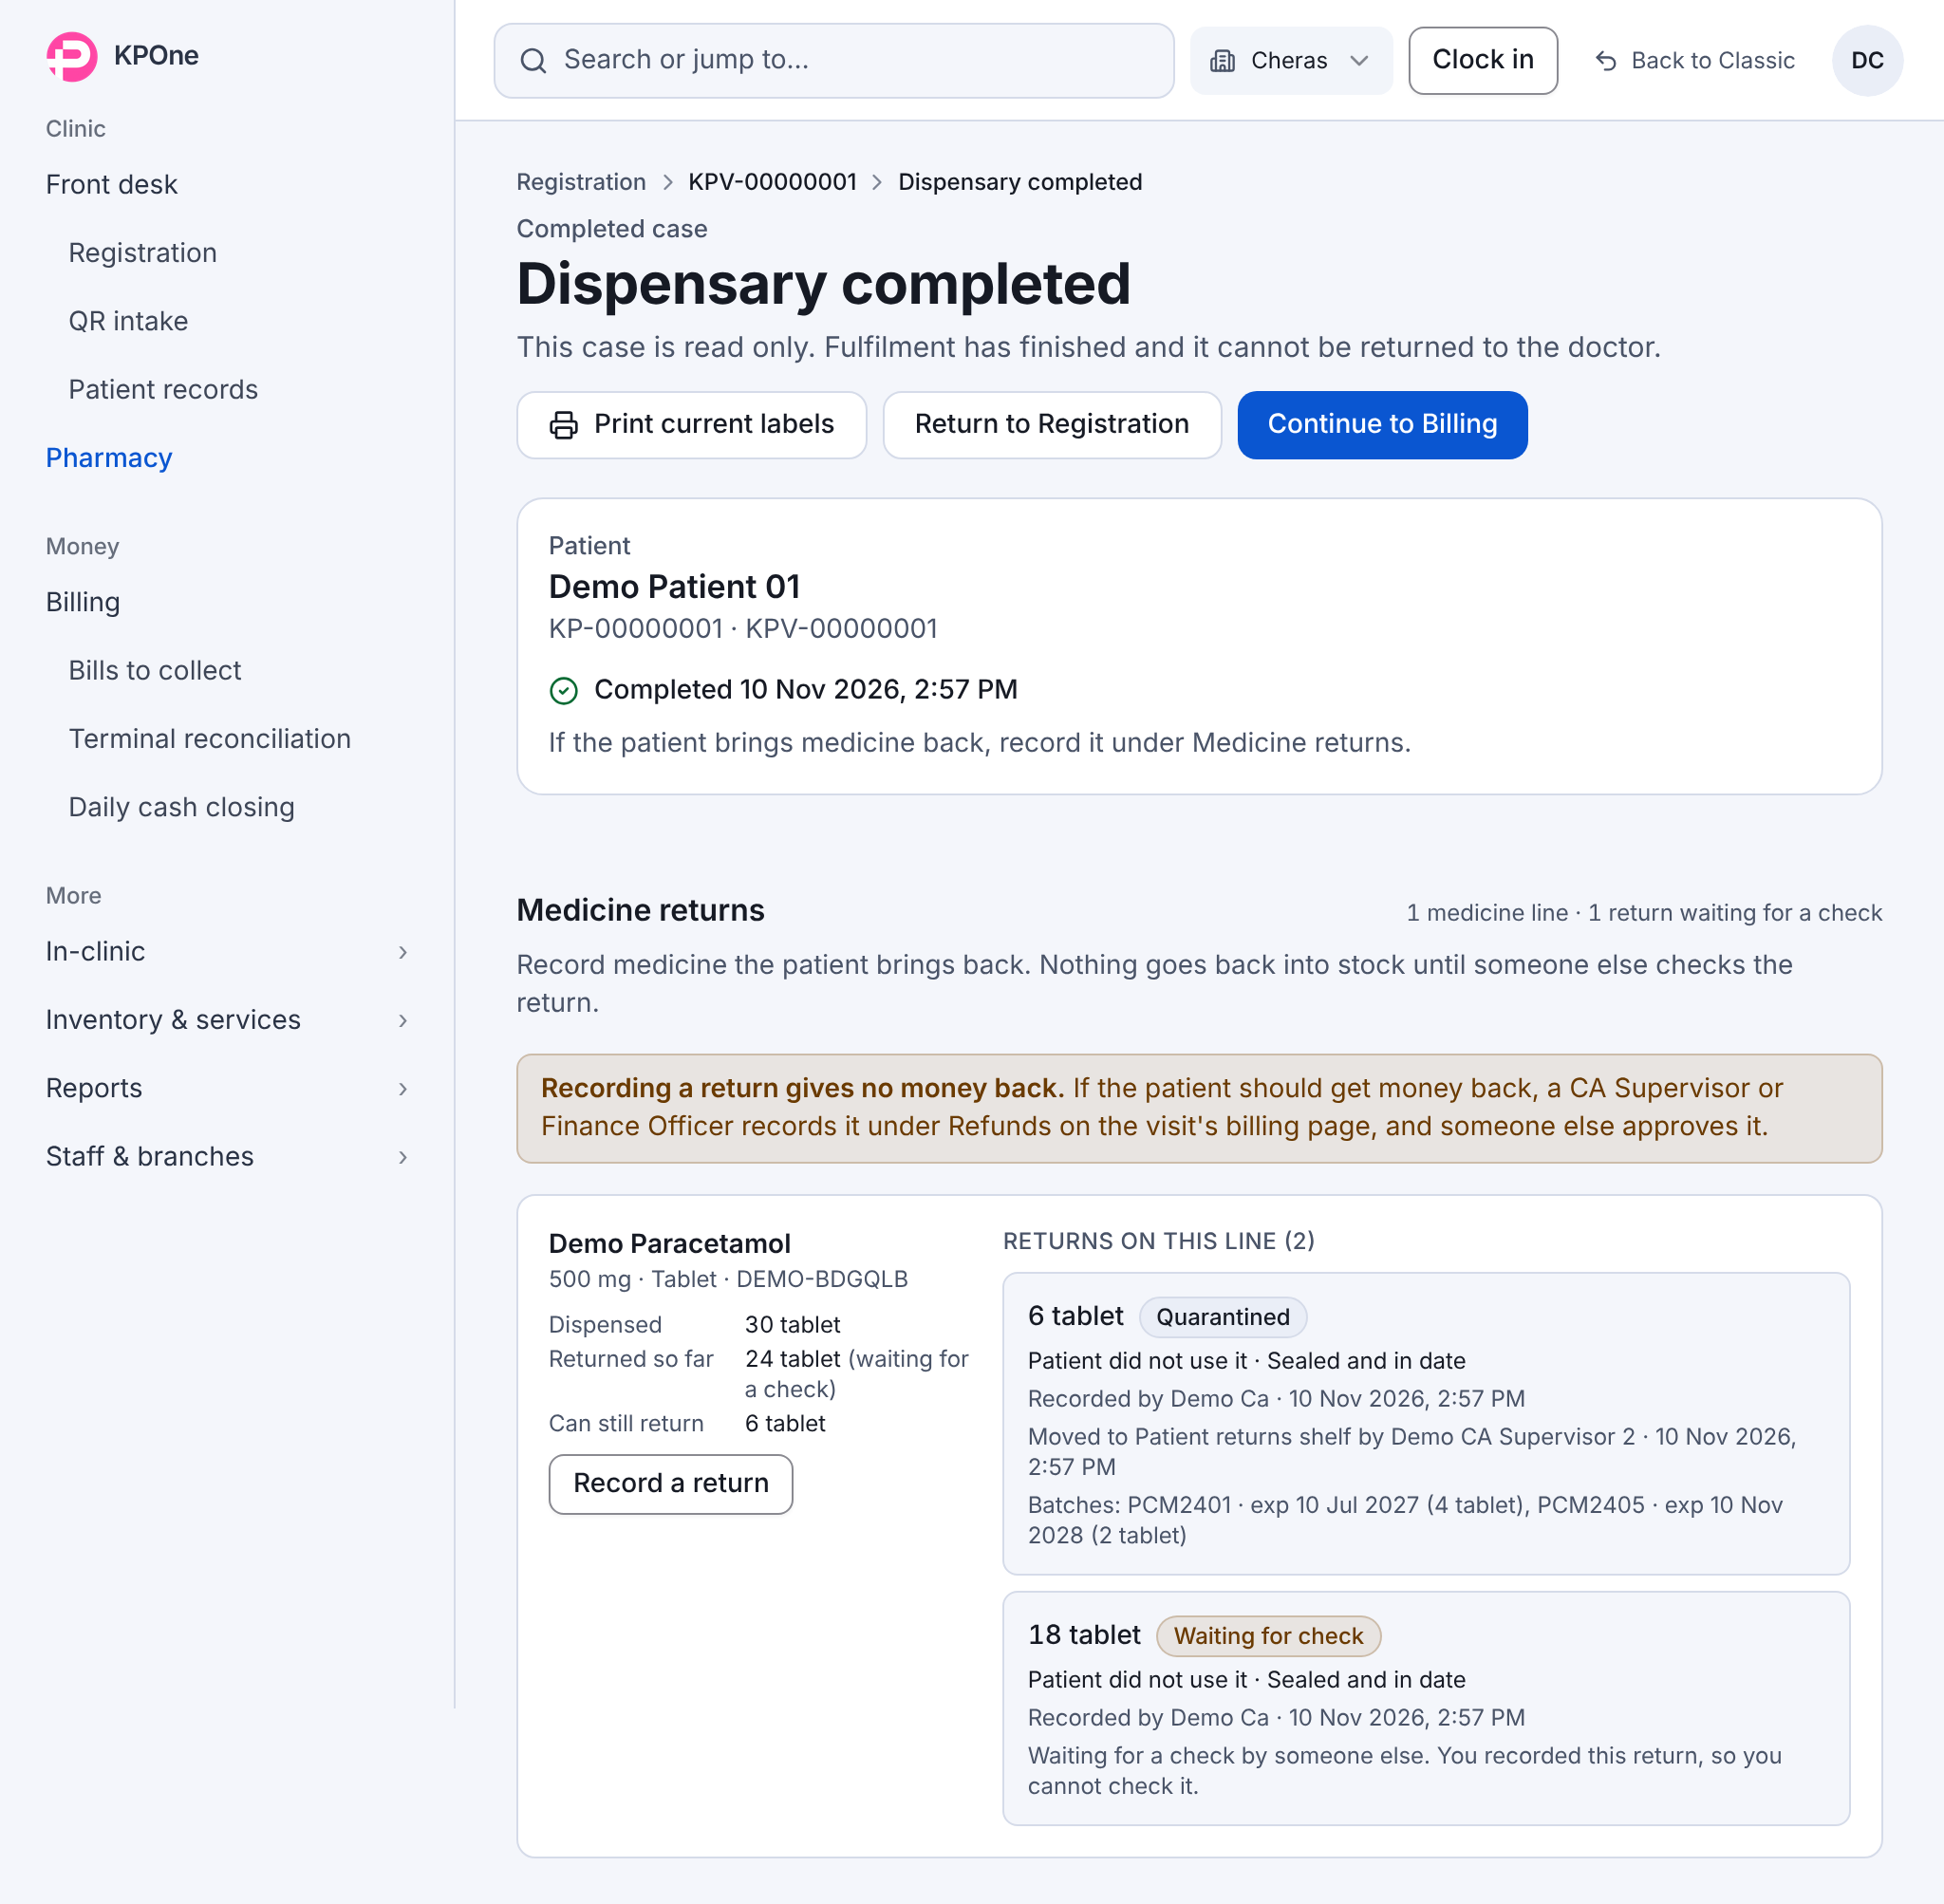 KPOne
Clinic
Front desk
Registration
QR intake
Patient records
Pharmacy
Money
Billing
Bills to collect
Terminal reconciliation
Daily cash closing
More
In-clinic
Inventory & services
Reports
Staff & branches
Search or jump to...
Cheras
Clock in
Back to Classic
DC
Registration > KPV-00000001 > Dispensary completed
Completed case
Dispensary completed
This case is read only. Fulfilment has finished and it cannot be returned to the doctor.
Print current labels
Return to Registration
Continue to Billing
Patient
Demo Patient 01
KP-00000001 · KPV-00000001
Completed 10 Nov 2026, 2:57 PM
If the patient brings medicine back, record it under Medicine returns.
Medicine returns
1 medicine line · 1 return waiting for a check
Record medicine the patient brings back. Nothing goes back into stock until someone else checks the
return.
Recording a return gives no money back. If the patient should get money back, a CA Supervisor or
Finance Officer records it under Refunds on the visit's billing page, and someone else approves it.
Demo Paracetamol
500 mg · Tablet · DEMO-BDGQLB
Dispensed 30 tablet
Returned so far 24 tablet (waiting for
a check)
Can still return 6 tablet
Record a return
RETURNS ON THIS LINE (2)
6 tablet Quarantined
Patient did not use it · Sealed and in date
Recorded by Demo Ca · 10 Nov 2026, 2:57 PM
Moved to Patient returns shelf by Demo CA Supervisor 2 · 10 Nov 2026,
2:57 PM
Batches: PCM2401 · exp 10 Jul 2027 (4 tablet), PCM2405 · exp 10 Nov
2028 (2 tablet)
18 tablet Waiting for check
Patient did not use it · Sealed and in date
Recorded by Demo Ca · 10 Nov 2026, 2:57 PM
Waiting for a check by someone else. You recorded this return, so you
cannot check it.